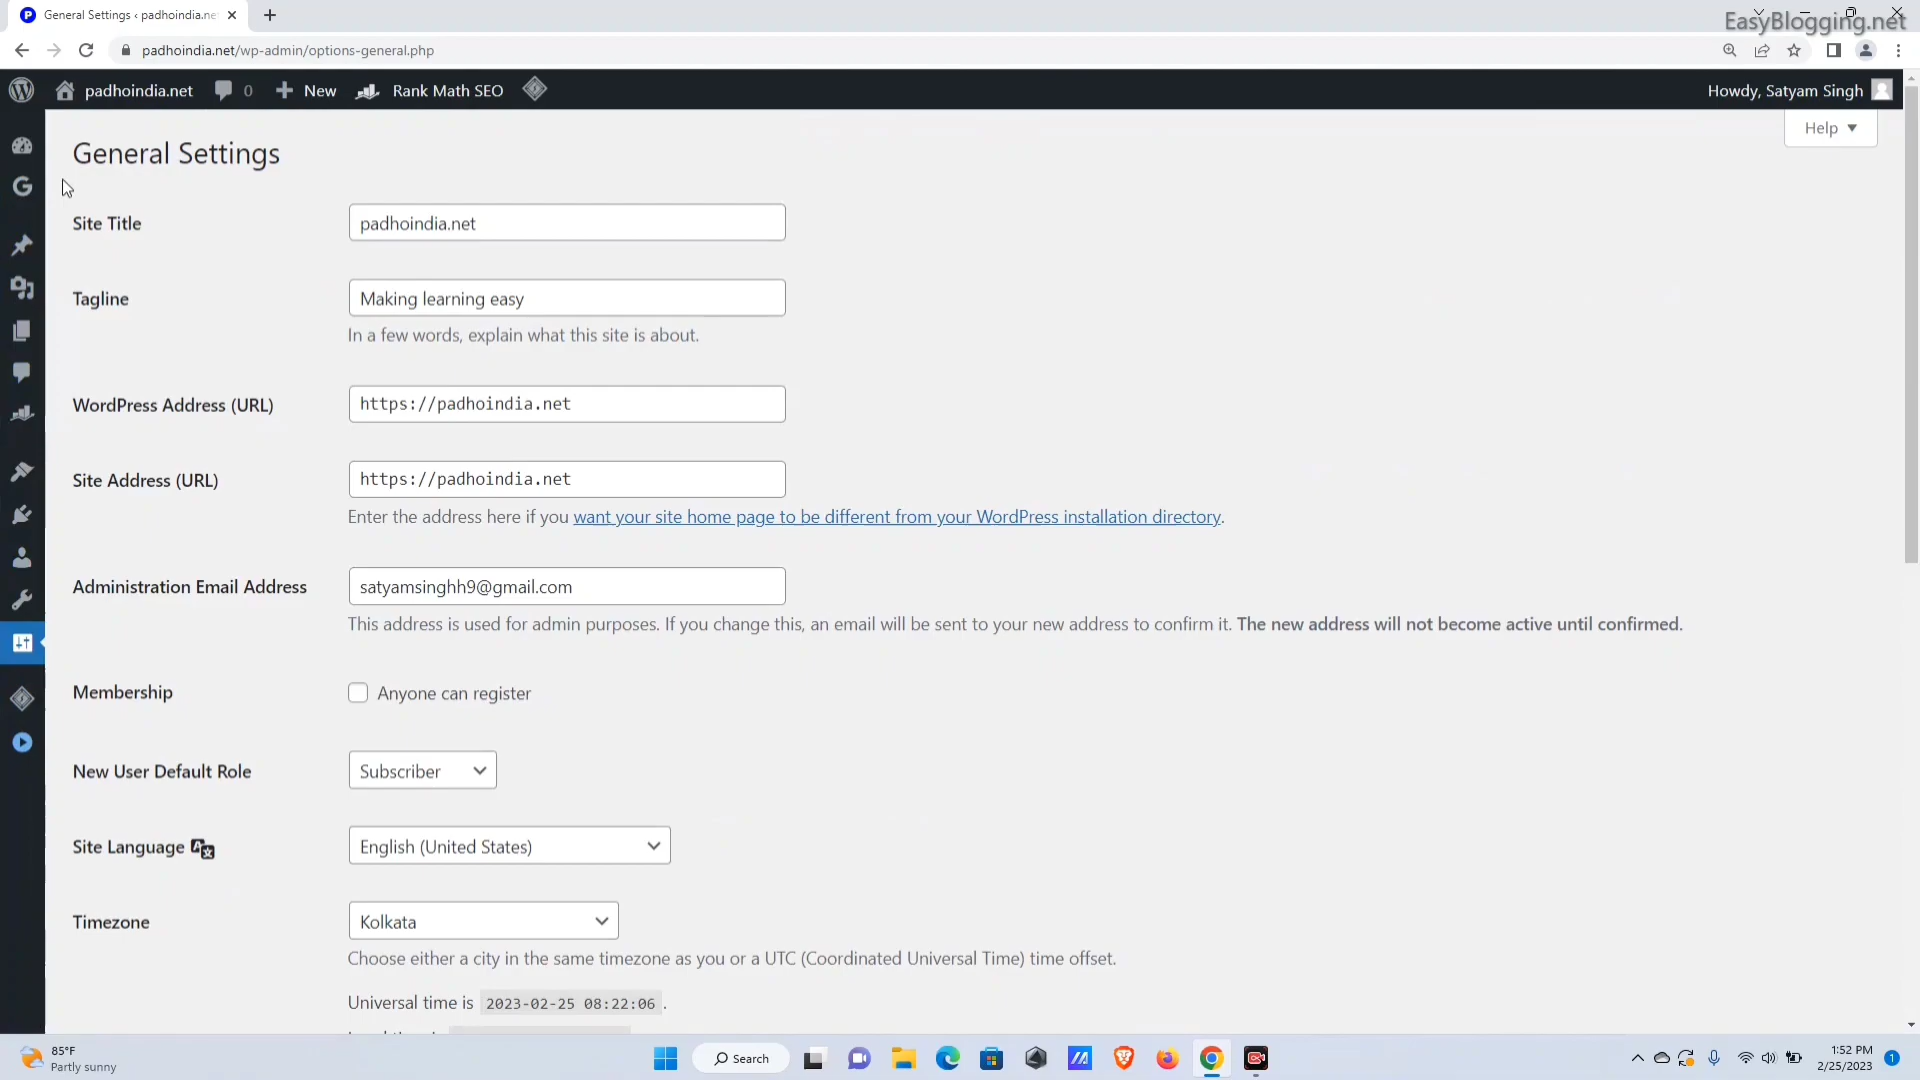 General Settings ‹ padhoindia.ne
EasyBlogging.net
padhoindia.net/wp-admin/options-general.php
padhoindia.net
0
New
Rank Math SEO
Howdy, Satyam Singh
Help
General Settings
Site Title
padhoindia.net
Tagline
Making learning easy
In a few words, explain what this site is about.
WordPress Address (URL)
https://padhoindia.net
Site Address (URL)
https://padhoindia.net
Enter the address here if you want your site home page to be different from your WordPress installation directory.
Administration Email Address
satyamsinghh9@gmail.com
This address is used for admin purposes. If you change this, an email will be sent to your new address to confirm it. The new address will not become active until confirmed.
Membership
Anyone can register
New User Default Role
Subscriber
Site Language
English (United States)
Timezone
Kolkata
Choose either a city in the same timezone as you or a UTC (Coordinated Universal Time) time offset.
Universal time is 2023-02-25 08:22:06 .
85°F
Partly sunny
Search
1:52 PM
2/25/2023
1